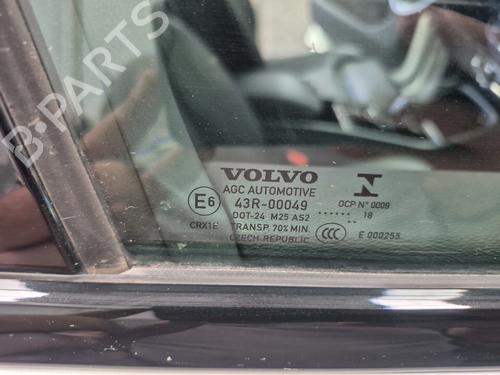 B-PARTS
VOLVO
AGC AUTOMOTIVE
E6 43R-00049
DOT-24 M25 AS2
CRX1E TRANSP. 70% MIN.
CZECH REPUBLIC
N
OCP N° 0009
...... ..
18
CCC E 000255